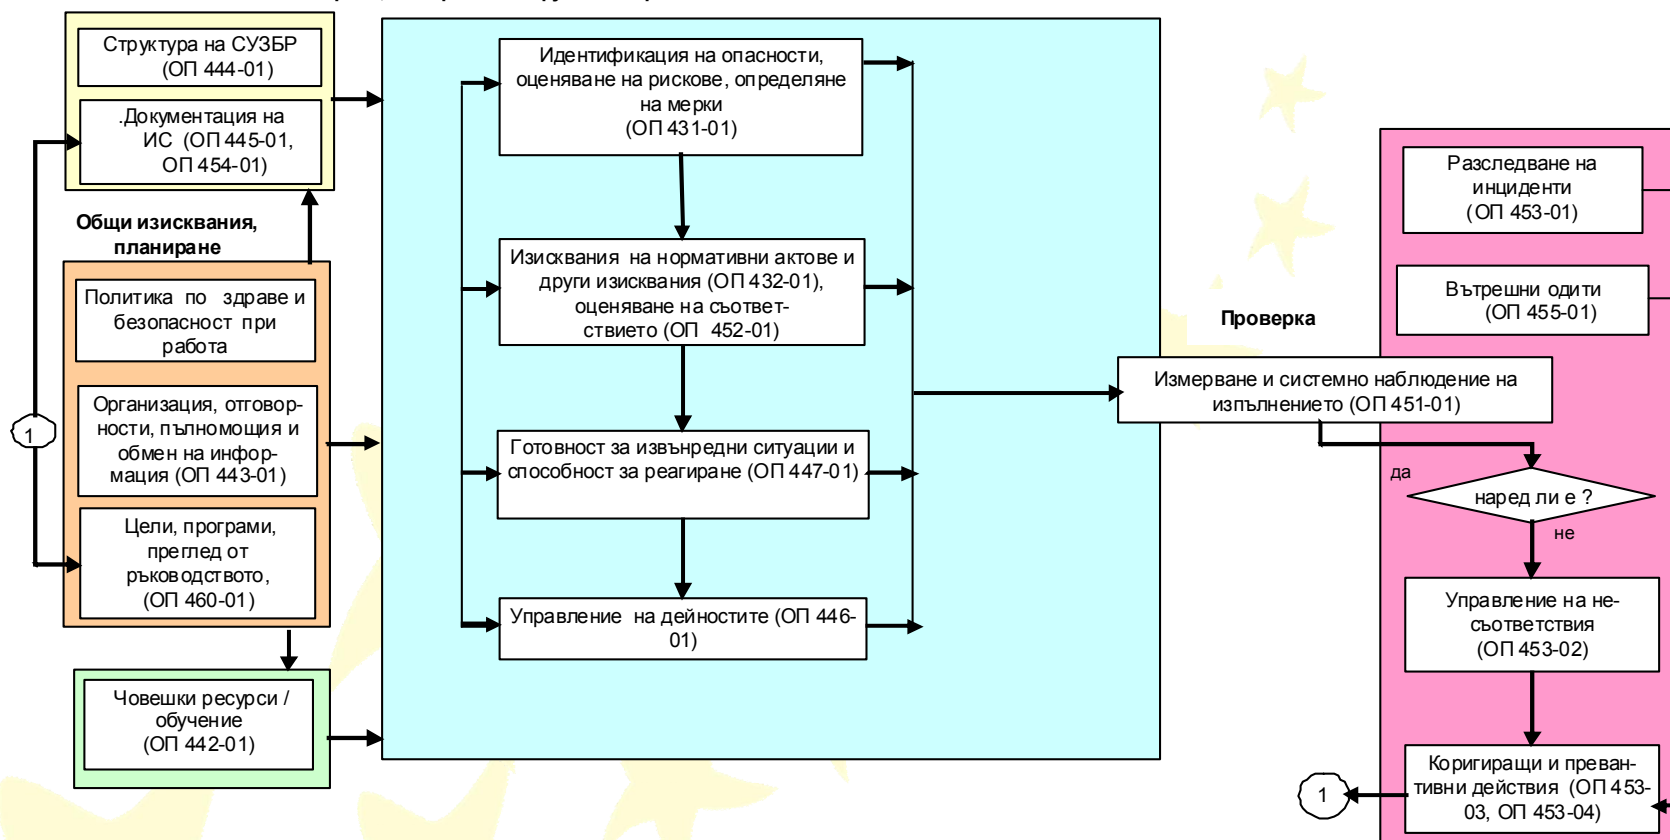 Структура на СУЗБР
(ОП 444-01)
.Документация на
ИС (ОП 445-01,
ОП 454-01)
Общи изисквания,
планиране
Политика по здраве и
безопасност при
работа
Организация, отговор-
ности, пълномощия и
обмен на инфор-
мация (ОП 443-01)
1
Цели, програми,
преглед от
ръководството,
(ОП 460-01)
Човешки ресурси /
обучение
(ОП 442-01)
Идентификация на опасности,
оценяване на рискове, определяне
на мерки
(ОП 431-01)
Изисквания на нормативни актове и
други изисквания (ОП 432-01),
оценяване на съответ-
ствието (ОП 452-01)
Готовност за извънредни ситуации и
способност за реагиране (ОП 447-01)
Управление на дейностите (ОП 446-
01)
Проверка
Разследване на
инциденти
(ОП 453-01)
Вътрешни одити
(ОП 455-01)
Измерване и системно наблюдение на
изпълнението (ОП 451-01)
да
наред ли е ?
не
Управление на не-
съответствия
(ОП 453-02)
Коригиращи и преван-
тивни действия (ОП 453-
03, ОП 453-04)
1